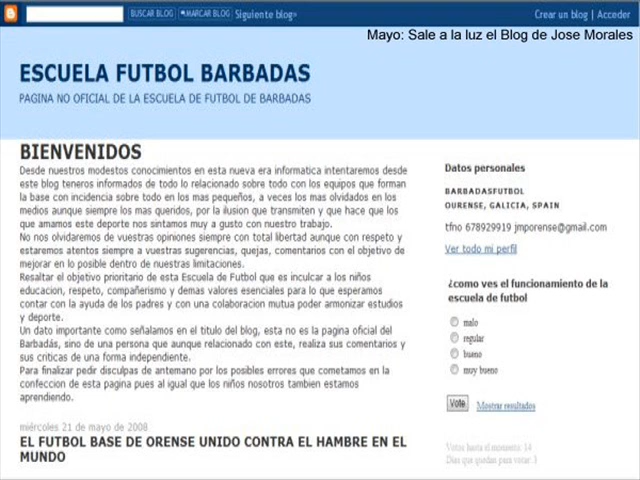 BUSCAR BLOG MARCAR BLOG Siguiente blog» Crear un blog | Acceder
Mayo: Sale a la luz el Blog de Jose Morales
ESCUELA FUTBOL BARBADAS
PAGINA NO OFICIAL DE LA ESCUELA DE FUTBOL DE BARBADAS
BIENVENIDOS
Desde nuestros modestos conocimientos en esta nueva era informatica intentaremos desde
este blog teneros informados de todo lo relacionado sobre todo con los equipos que forman
la base con incidencia sobre todo en los mas pequeños, a veces los mas olvidados en los
medios aunque siempre los mas queridos, por la ilusion que transmiten y que hace que los
que amamos este deporte nos sintamos muy a gusto con nuestro trabajo.
No nos olvidaremos de vuestras opiniones siempre con total libertad aunque con respeto y
estaremos atentos siempre a vuestras sugerencias, quejas, comentarios con el objetivo de
mejorar en lo posible dentro de nuestras limitaciones.
Resaltar el objetivo prioritario de esta Escuela de Futbol que es inculcar a los niños
educacion, respeto, compañerismo y demas valores esenciales para lo que esperamos
contar con la ayuda de los padres y con una colaboracion mutua poder armonizar estudios
y deporte.
Un dato importante como señalamos en el titulo del blog, esta no es la pagina oficial del
Barbadás, sino de una persona que aunque relacionado con este, realiza sus comentarios y
sus criticas de una forma independiente.
Para finalizar pedir disculpas de antemano por los posibles errores que cometamos en la
confeccion de esta pagina pues al igual que los niños nosotros tambien estamos
aprendiendo.
miércoles 21 de mayo de 2008
EL FUTBOL BASE DE ORENSE UNIDO CONTRA EL HAMBRE EN EL
MUNDO
Datos personales
BARBADASFUTBOL
OURENSE, GALICIA, SPAIN
tfno 678929919 jmporense@gmail.com
Ver todo mi perfil
¿como ves el funcionamiento de la
escuela de futbol
malo
regular
bueno
muy bueno
Vote Mostrar resultados
Votos hasta el momento: 14
Días que quedan para votar: 3